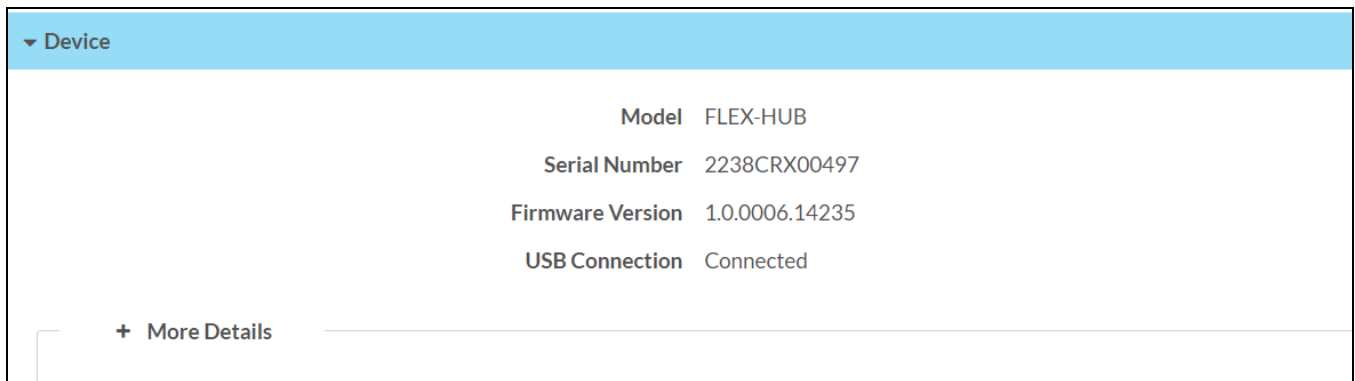 Device
Model FLEX-HUB
Serial Number 2238CRX00497
Firmware Version 1.0.0006.14235
USB Connection Connected
+ More Details